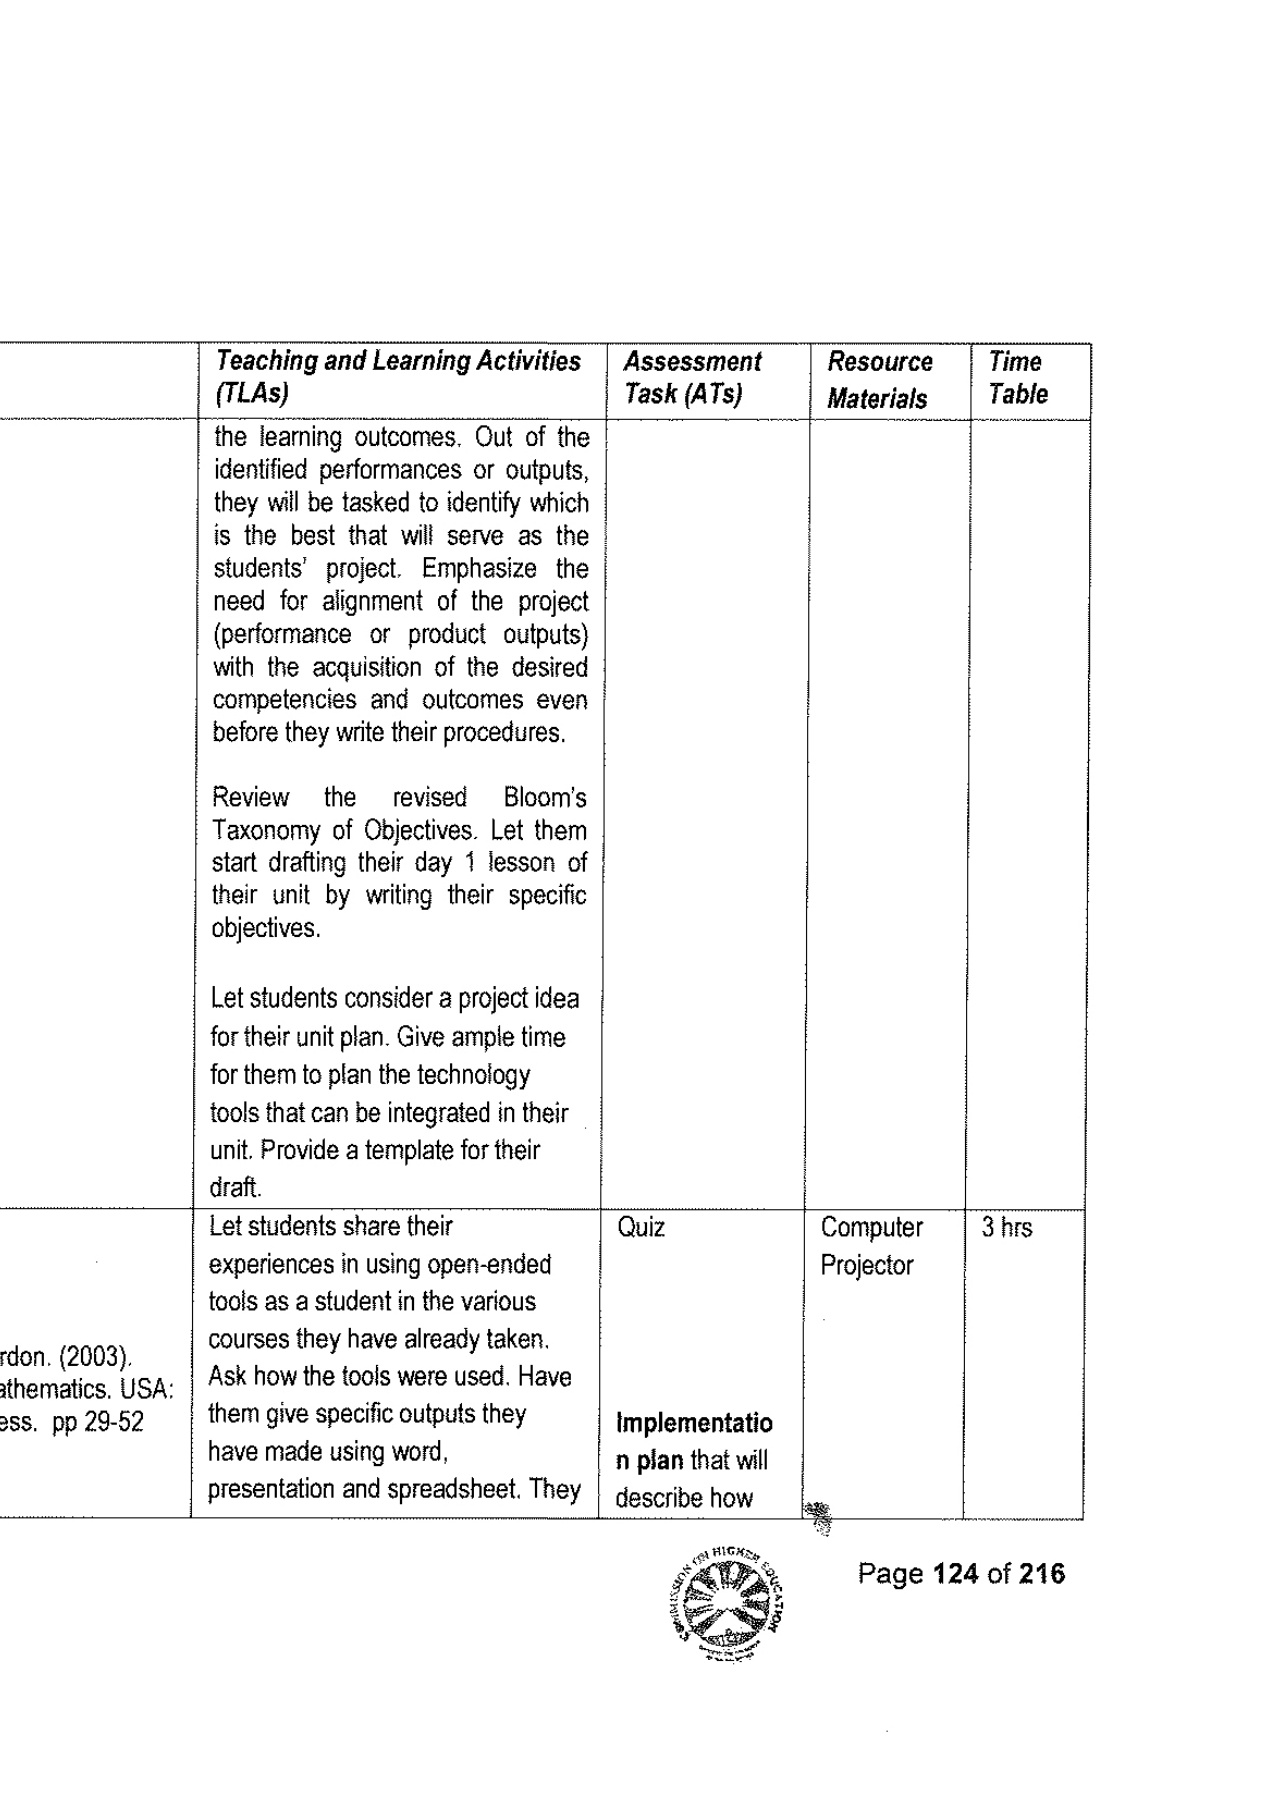 Teaching and Learning Activities
(TLAs)
Assessment
Task (ATs)
Resource
Materials
Time
Table
the learning outcomes. Out of the
identified performances or outputs,
they will be tasked to identify which
is the best that will serve as the
students' project. Emphasize the
need for alignment of the project
(performance or product outputs)
with the acquisition of the desired
competencies and outcomes even
before they write their procedures.
Review the revised Bloom's
Taxonomy of Objectives. Let them
start drafting their day 1 lesson of
their unit by writing their specific
objectives.
Let students consider a project idea
for their unit plan. Give ample time
for them to plan the technology
tools that can be integrated in their
unit. Provide a template for their
draft.
rdon. (2003).
athematics. USA:
ess. pp 29-52
Let students share their
experiences in using open-ended
tools as a student in the various
courses they have already taken.
Ask how the tools were used. Have
them give specific outputs they
have made using word,
presentation and spreadsheet. They
Quiz
Implementatio
n plan that will
describe how
Computer
Projector
3 hrs
COMMISSION ON HIGHER EDUCATION
Page 124 of 216